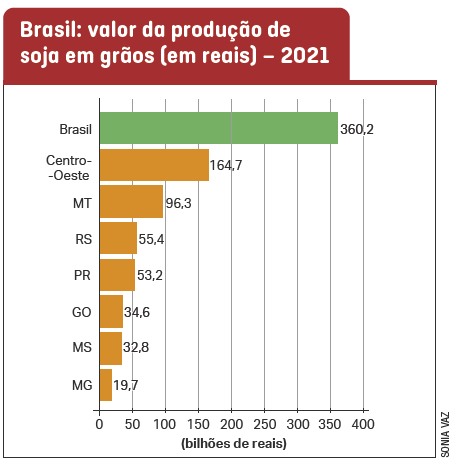 Brasil: valor da produção de
soja em grãos (em reais) – 2021
Brasil 360,2
Centro-
-Oeste 164,7
MT 96,3
RS 55,4
PR 53,2
GO 34,6
MS 32,8
MG 19,7
0 50 100 150 200 250 300 350 400
(bilhões de reais)
SONIA VAZ